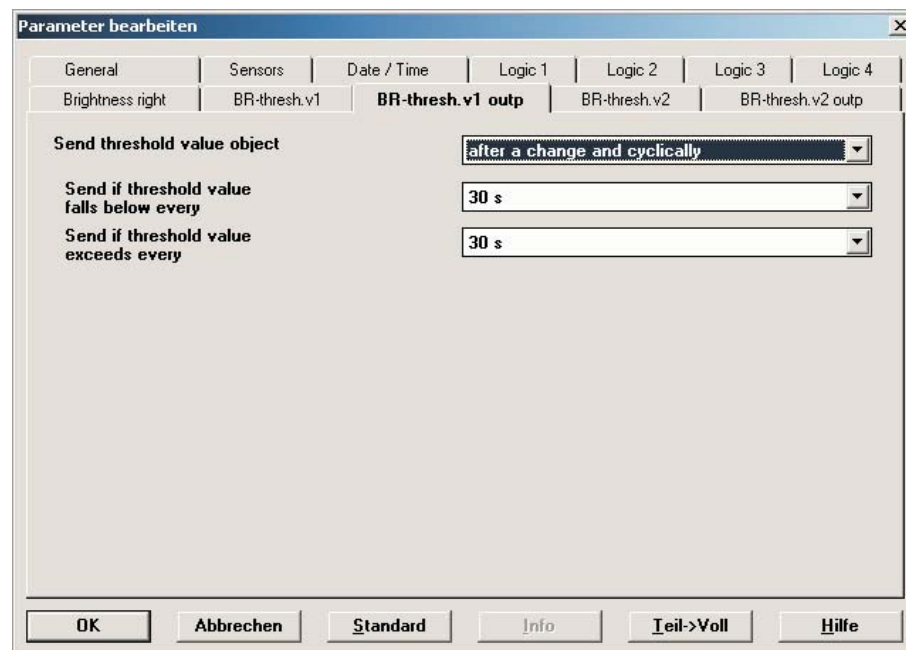 Parameter bearbeiten
General Sensors Date / Time Logic 1 Logic 2 Logic 3 Logic 4
Brightness right BR-thresh.v1 BR-thresh.v1 outp BR-thresh.v2 BR-thresh.v2 outp
Send threshold value object after a change and cyclically
Send if threshold value
falls below every 30 s
Send if threshold value
exceeds every 30 s
OK Abbrechen Standard Info Teil->Voll Hilfe